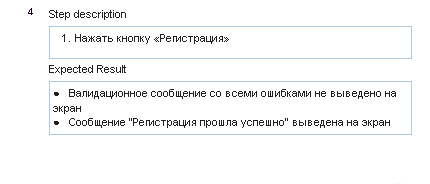 4 Step description
1. Нажать кнопку «Регистрация»
Expected Result
● Валидационное сообщение со всеми ошибками не выведено на
экран
● Сообщение "Регистрация прошла успешно" выведена на экран